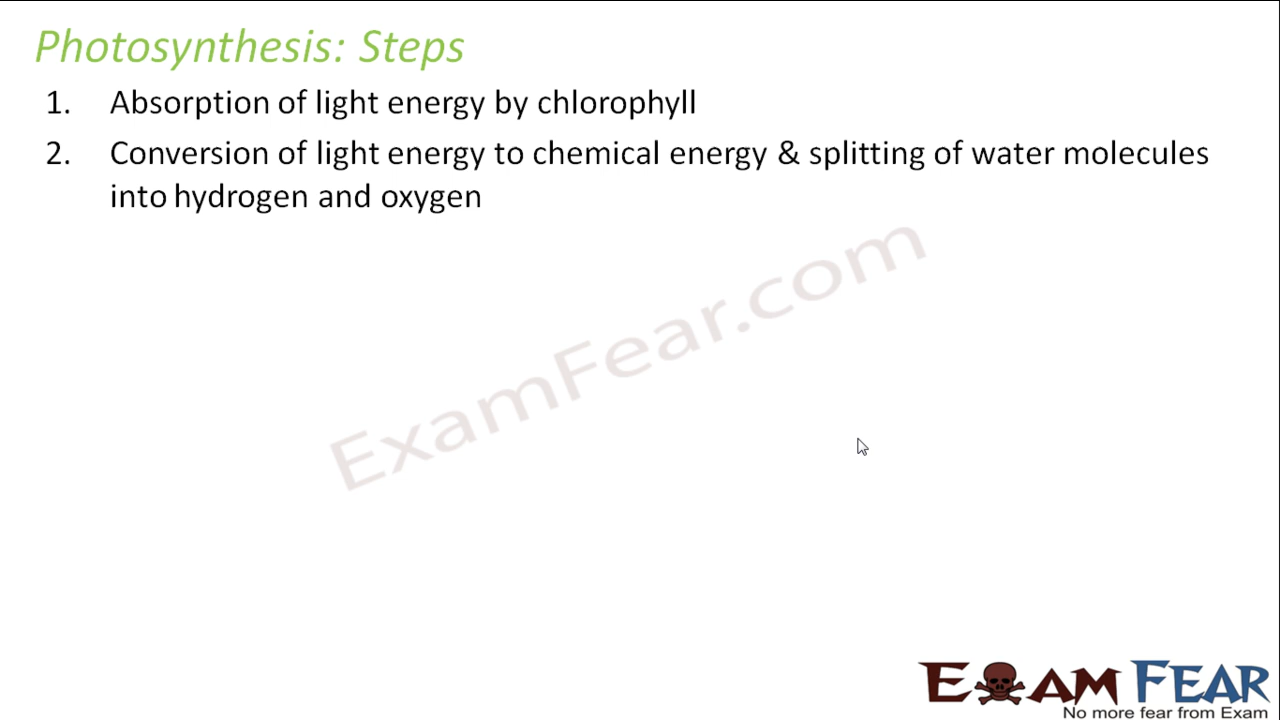 Photosynthesis: Steps
1. Absorption of light energy by chlorophyll
2. Conversion of light energy to chemical energy & splitting of water molecules
into hydrogen and oxygen
ExamFear.com
EXAM FEAR
No more fear from Exam